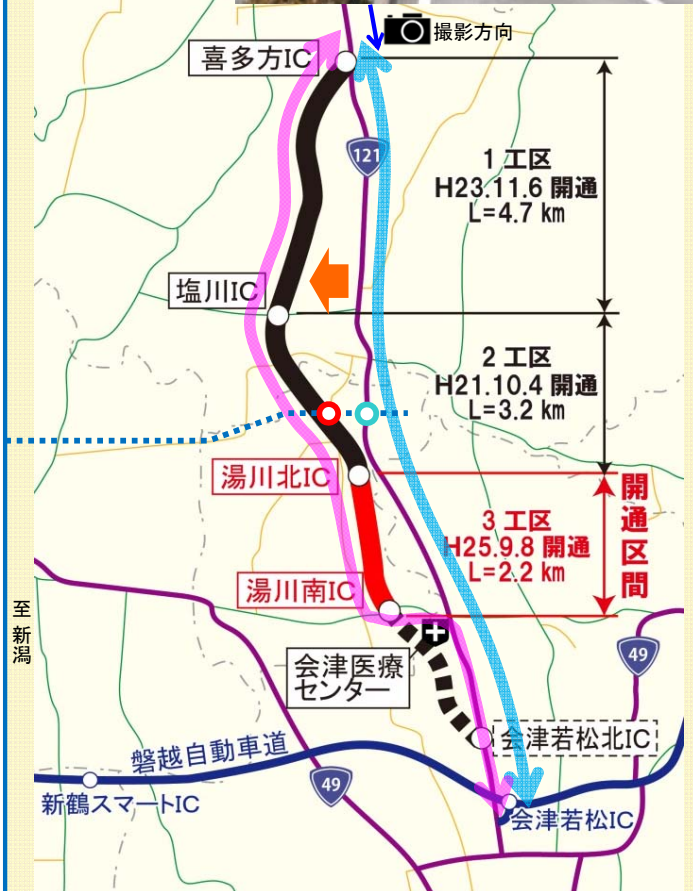 撮影方向
喜多方IC
121
1 工区
H23.11.6 開通
L=4.7 km
塩川IC
2 工区
H21.10.4 開通
L=3.2 km
湯川北IC
開通区間
3 工区
H25.9.8 開通
L=2.2 km
湯川南IC
至 新潟
49
会津医療
センター
会津若松北IC
磐越自動車道
49
新鶴スマートIC
会津若松IC